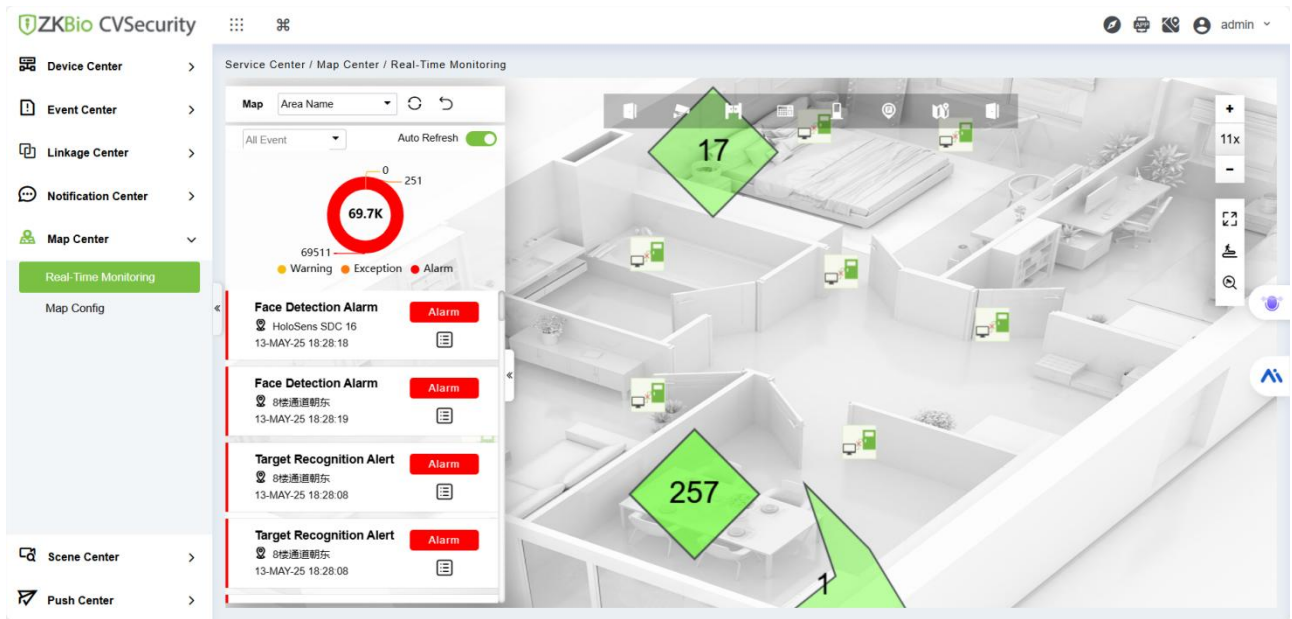 ZKBio CVSecurity
admin
Device Center
Event Center
Linkage Center
Notification Center
Map Center
Real-Time Monitoring
Map Config
Scene Center
Push Center
Service Center / Map Center / Real-Time Monitoring
Map Area Name
All Event Auto Refresh
0
251
69.7K
69511
Warning Exception Alarm
Face Detection Alarm Alarm
HoloSens SDC 16
13-MAY-25 18:28:18
Face Detection Alarm Alarm
8楼通道朝东
13-MAY-25 18:28:19
Target Recognition Alert Alarm
8楼通道朝东
13-MAY-25 18:28:08
Target Recognition Alert Alarm
8楼通道朝东
13-MAY-25 18:28:08
17
257
1
+
11x
-